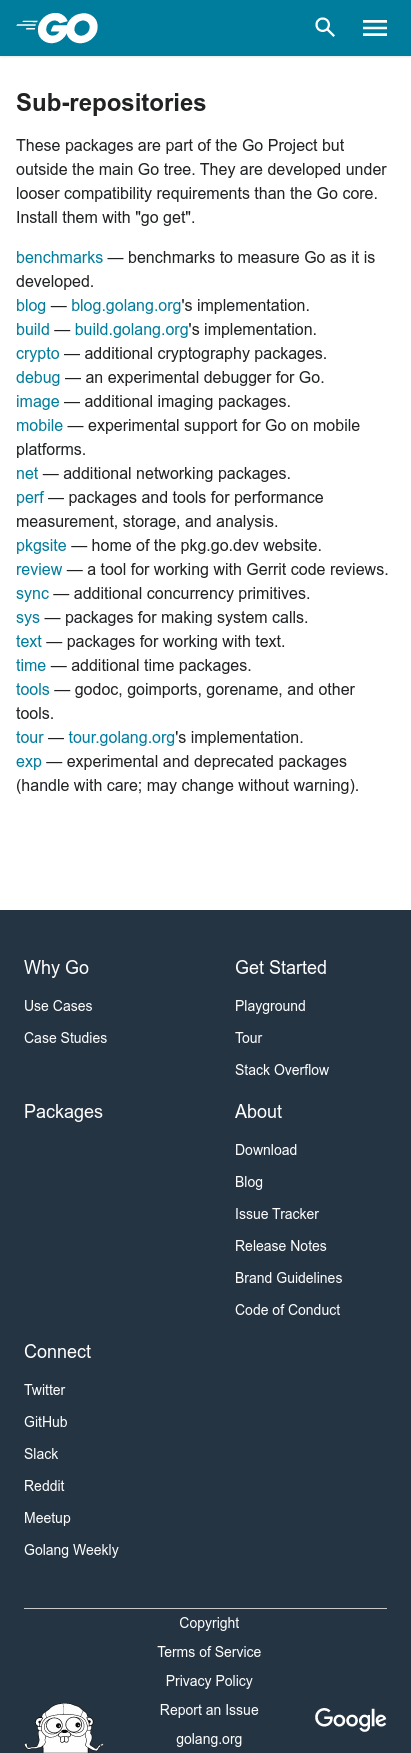 GO
Sub-repositories
These packages are part of the Go Project but
outside the main Go tree. They are developed under
looser compatibility requirements than the Go core.
Install them with "go get".
benchmarks — benchmarks to measure Go as it is
developed.
blog — blog.golang.org's implementation.
build — build.golang.org's implementation.
crypto — additional cryptography packages.
debug — an experimental debugger for Go.
image — additional imaging packages.
mobile — experimental support for Go on mobile
platforms.
net — additional networking packages.
perf — packages and tools for performance
measurement, storage, and analysis.
pkgsite — home of the pkg.go.dev website.
review — a tool for working with Gerrit code reviews.
sync — additional concurrency primitives.
sys — packages for making system calls.
text — packages for working with text.
time — additional time packages.
tools — godoc, goimports, gorename, and other
tools.
tour — tour.golang.org's implementation.
exp — experimental and deprecated packages
(handle with care; may change without warning).
Why Go
Use Cases
Case Studies
Get Started
Playground
Tour
Stack Overflow
Packages
About
Download
Blog
Issue Tracker
Release Notes
Brand Guidelines
Code of Conduct
Connect
Twitter
GitHub
Slack
Reddit
Meetup
Golang Weekly
Copyright
Terms of Service
Privacy Policy
Report an Issue
golang.org
Google